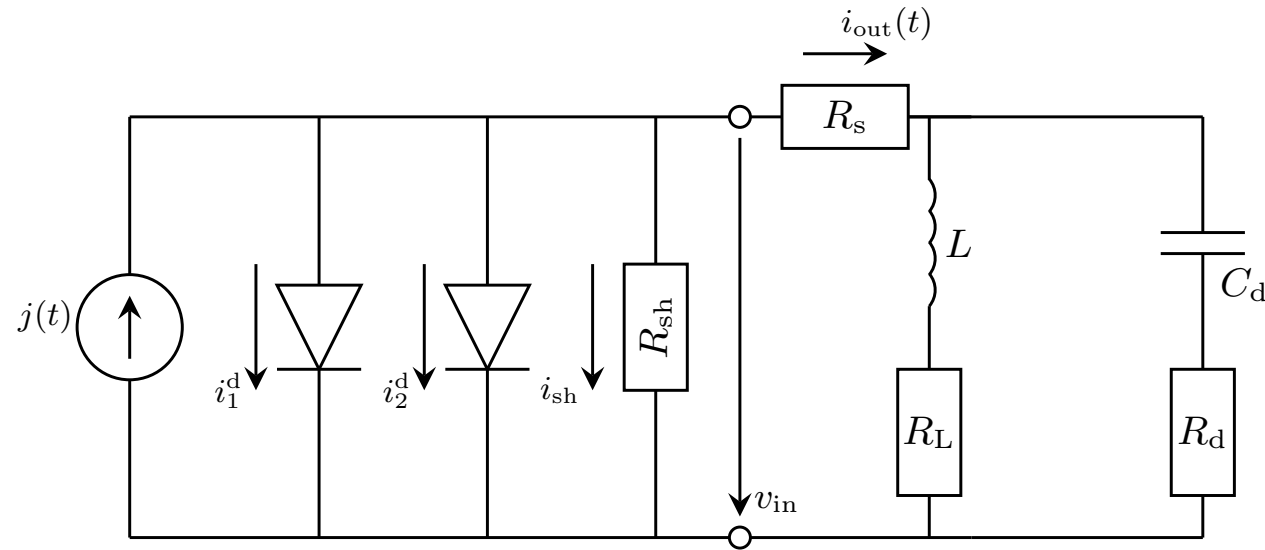 i_out(t)
R_s
L
C_d
j(t)
R_sh
i_1^d
i_2^d
i_sh
R_L
R_d
v_in